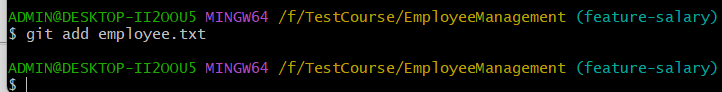 ADMIN@DESKTOP-II2OOU5 MINGW64 /f/TestCourse/EmployeeManagement (feature-salary)
$ git add employee.txt
ADMIN@DESKTOP-II2OOU5 MINGW64 /f/TestCourse/EmployeeManagement (feature-salary)
$